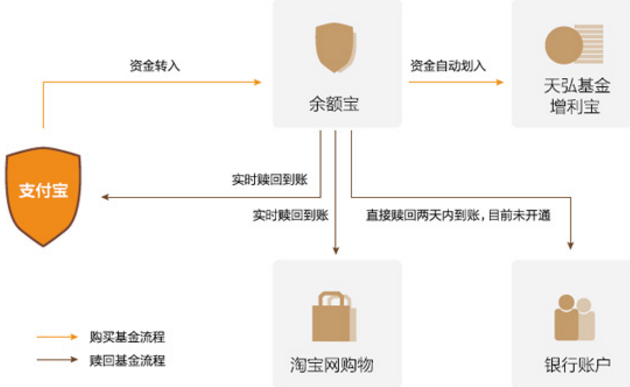 资金转入
余额宝
资金自动划入
天弘基金
增利宝
支付宝
实时赎回到账
实时赎回到账
直接赎回两天内到账，目前未开通
淘宝网购物
银行账户
购买基金流程
赎回基金流程